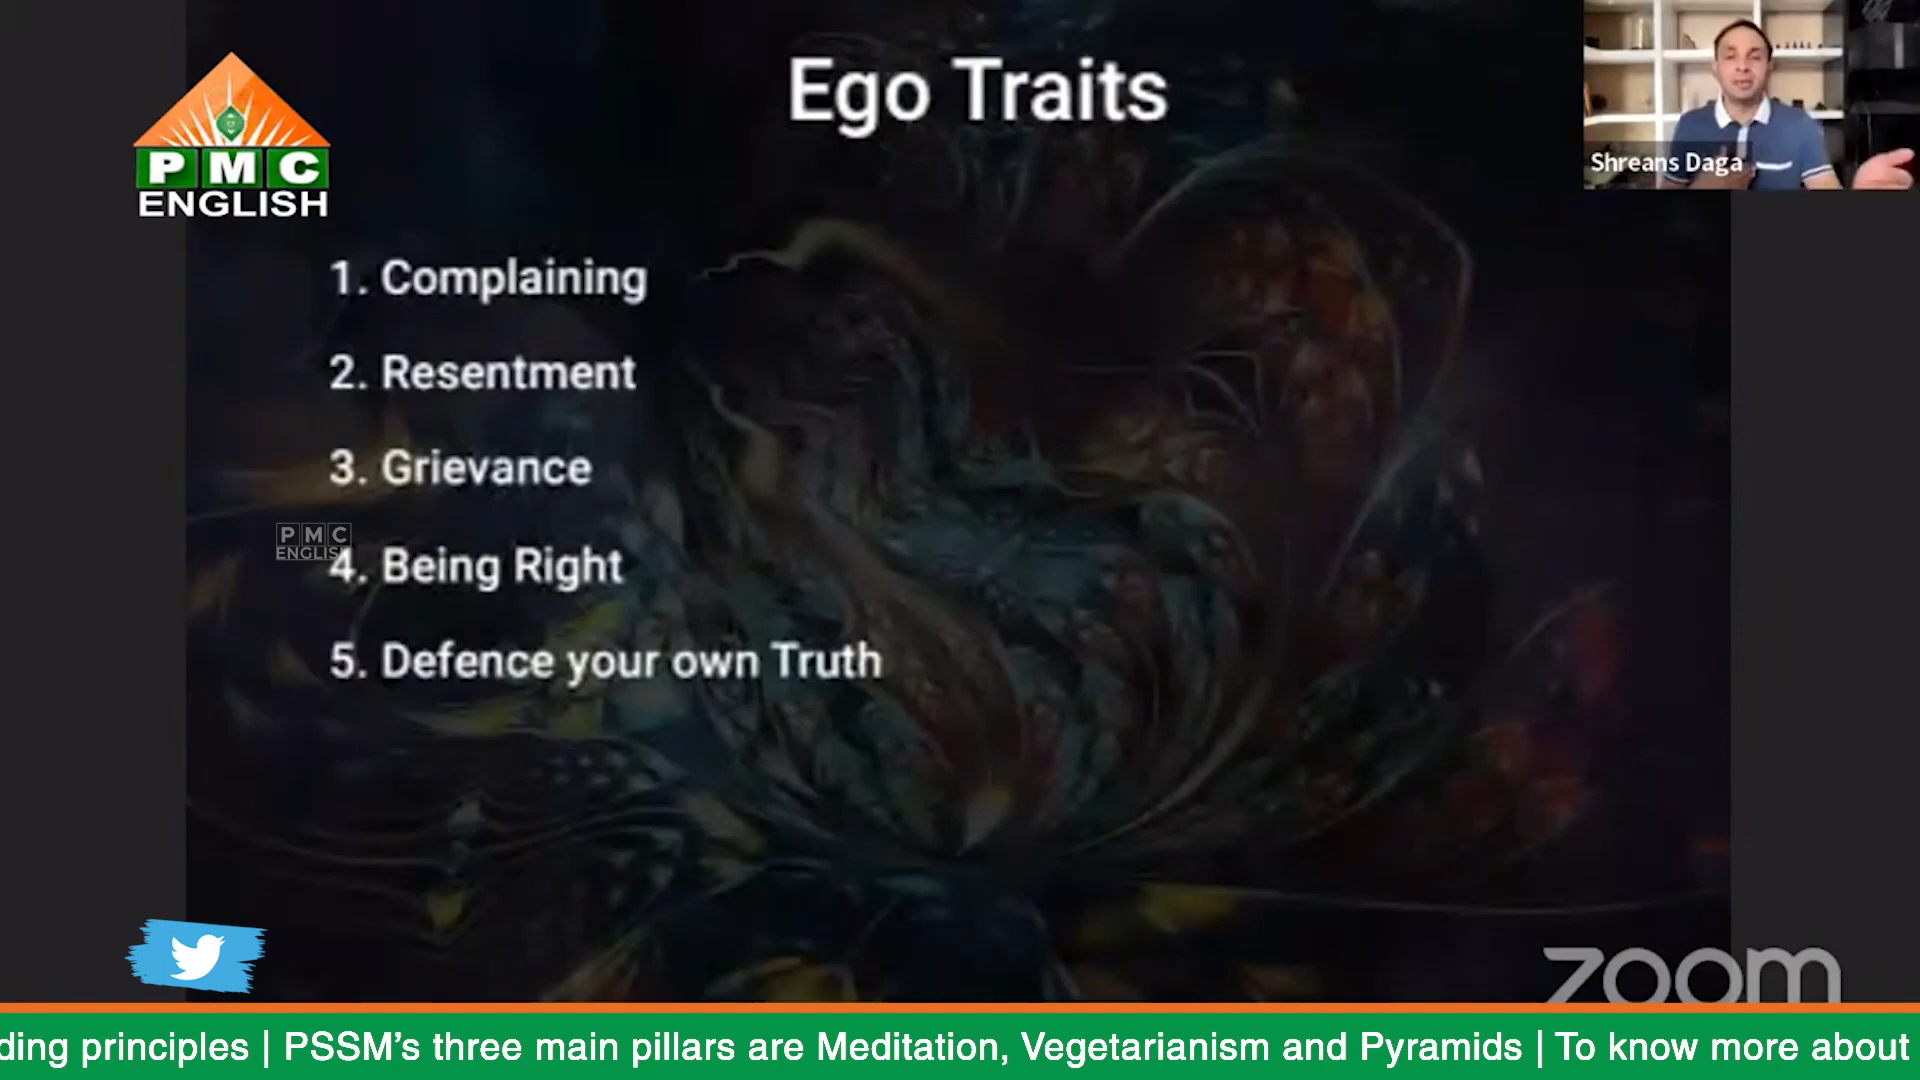 Ego Traits
P M C
ENGLISH
Shreans Daga
1. Complaining
2. Resentment
3. Grievance
PMC
ENGLISH
4. Being Right
5. Defence your own Truth
zoom
ding principles | PSSM’s three main pillars are Meditation, Vegetarianism and Pyramids | To know more about